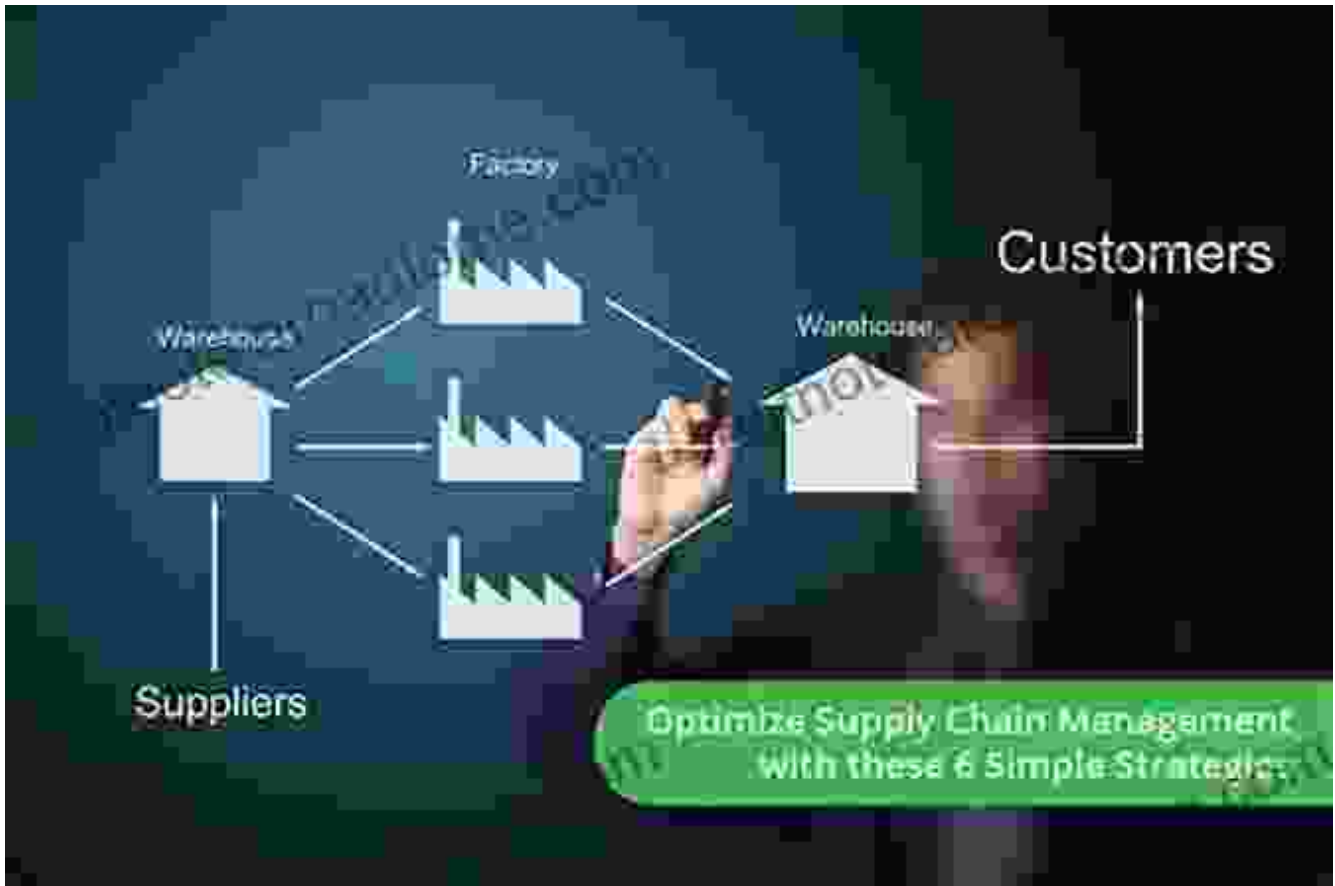 Factory
Customers
Warehouse
Warehouse
Suppliers
Optimize Supply Chain Management
with these 6 Simple Strategies